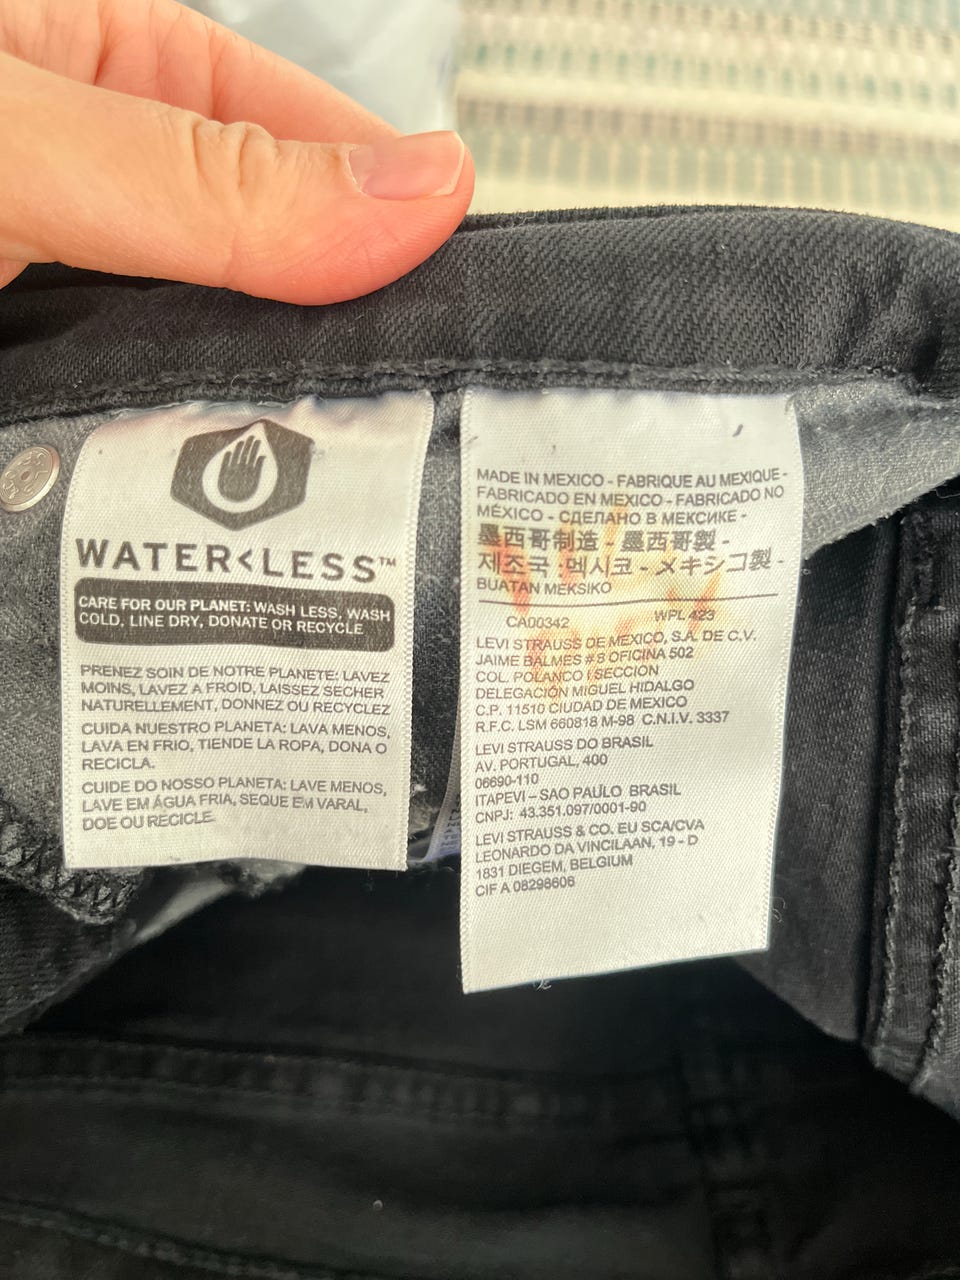 WATER<LESS™
CARE FOR OUR PLANET: WASH LESS, WASH
COLD, LINE DRY, DONATE OR RECYCLE
PRENEZ SOIN DE NOTRE PLANETE: LAVEZ
MOINS, LAVEZ A FROID, LAISSEZ SECHER
NATURELLEMENT, DONNEZ OU RECYCLEZ
CUIDA NUESTRO PLANETA: LAVA MENOS,
LAVA EN FRIO, TIENDE LA ROPA, DONA O
RECICLA.
CUIDE DO NOSSO PLANETA: LAVE MENOS,
LAVE EM ÁGUA FRIA, SEQUE EM VARAL,
DOE OU RECICLE.
MADE IN MEXICO - FABRIQUE AU MEXIQUE -
FABRICADO EN MEXICO - FABRICADO NO
MÉXICO - СДЕЛАНО В МЕКСИКЕ -
墨西哥制造 - 墨西哥製 -
제조국 :멕시코 - メキシコ製 -
BUATAN MEKSIKO
CA00342 WPL 423
LEVI STRAUSS DE MEXICO, S.A. DE C.V.
JAIME BALMES # 8 OFICINA 502
COL. POLANCO I SECCIÓN
DELEGACIÓN MIGUEL HIDALGO
C.P. 11510 CIUDAD DE MEXICO
R.F.C. LSM 660818 M-98 C.N.I.V. 3337
LEVI STRAUSS DO BRASIL
AV. PORTUGAL, 400
06690-110
ITAPEVI - SAO PAULO BRASIL
CNPJ: 43.351.097/0001-90
LEVI STRAUSS & CO. EU SCA/CVA
LEONARDO DA VINCILAAN, 19 - D
1831 DIEGEM, BELGIUM
CIF A 08298606